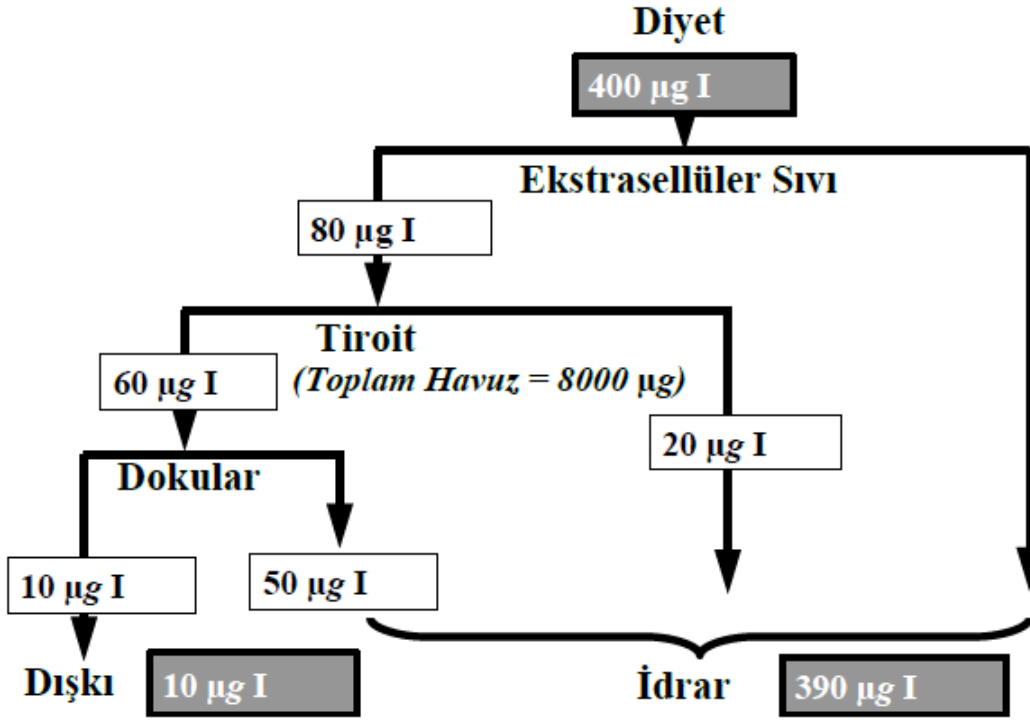 Diyet
400 µg I
Ekstrasellüler Sıvı
80 µg I
Tiroit
(Toplam Havuz = 8000 µg)
60 µg I
20 µg I
Dokular
10 µg I
50 µg I
Dışkı
10 µg I
İdrar
390 µg I